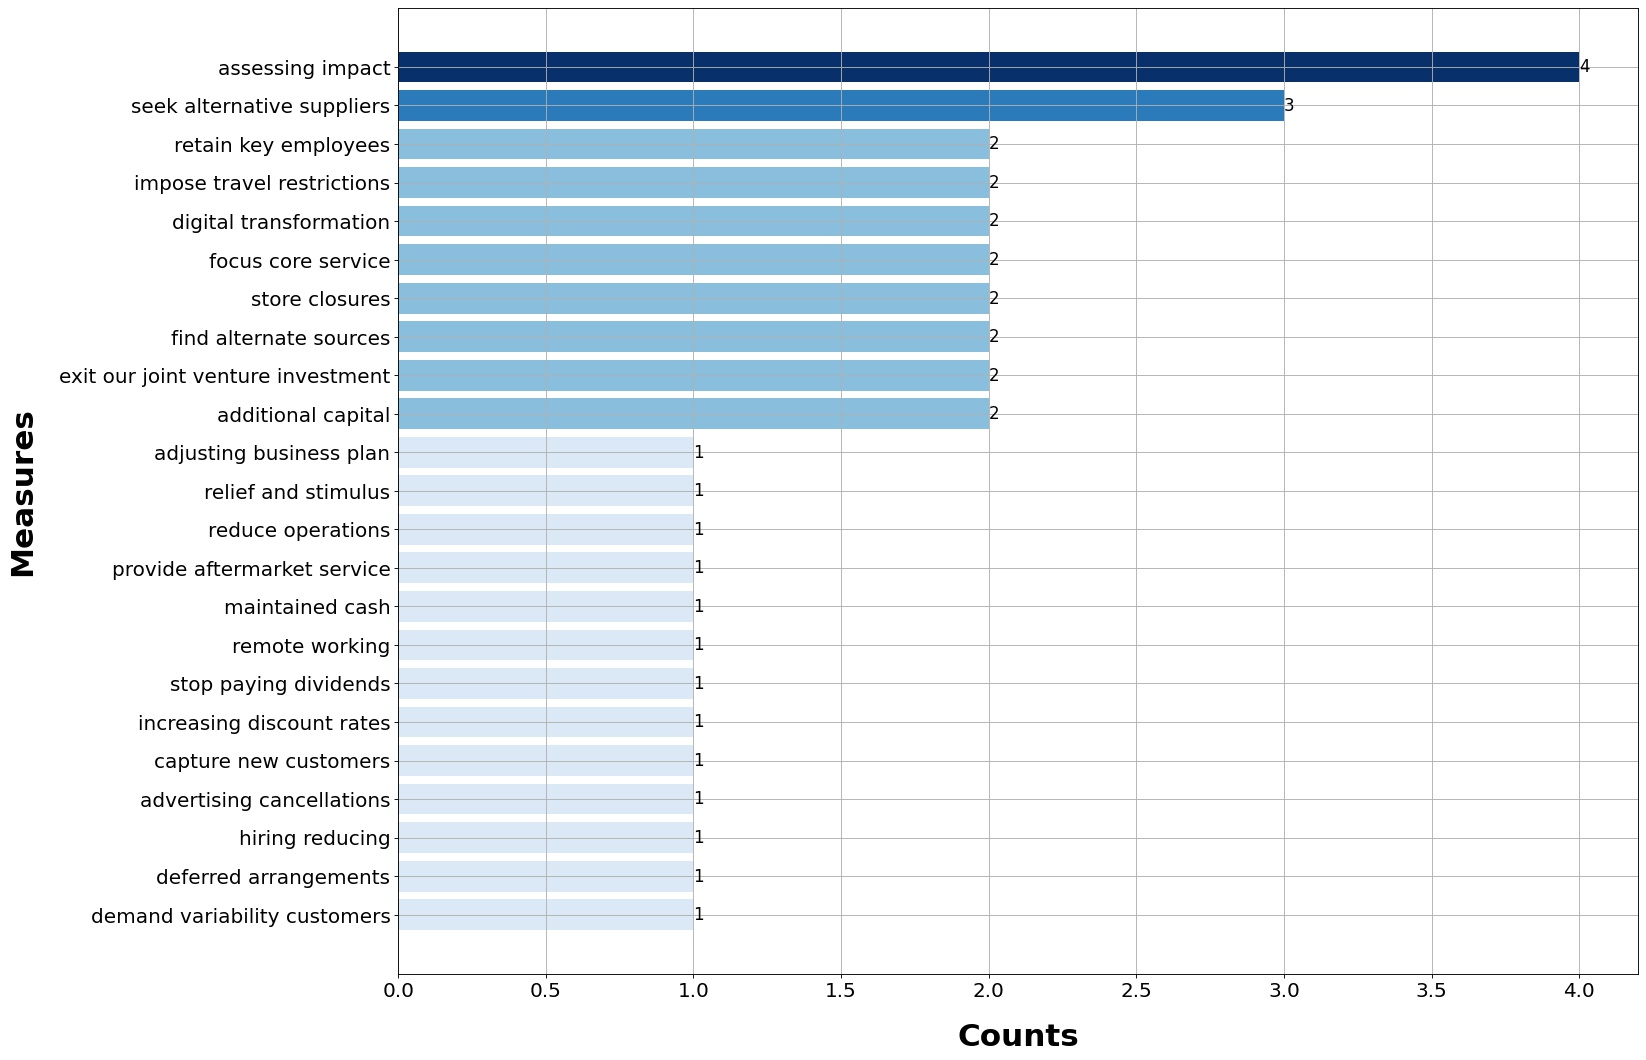 assessing impact 4
seek alternative suppliers 3
retain key employees 2
impose travel restrictions 2
digital transformation 2
focus core service 2
store closures 2
find alternate sources 2
exit our joint venture investment 2
additional capital 2
adjusting business plan 1
relief and stimulus 1
reduce operations 1
provide aftermarket service 1
maintained cash 1
remote working 1
stop paying dividends 1
increasing discount rates 1
capture new customers 1
advertising cancellations 1
hiring reducing 1
deferred arrangements 1
demand variability customers 1
Measures
0.0 0.5 1.0 1.5 2.0 2.5 3.0 3.5 4.0
Counts